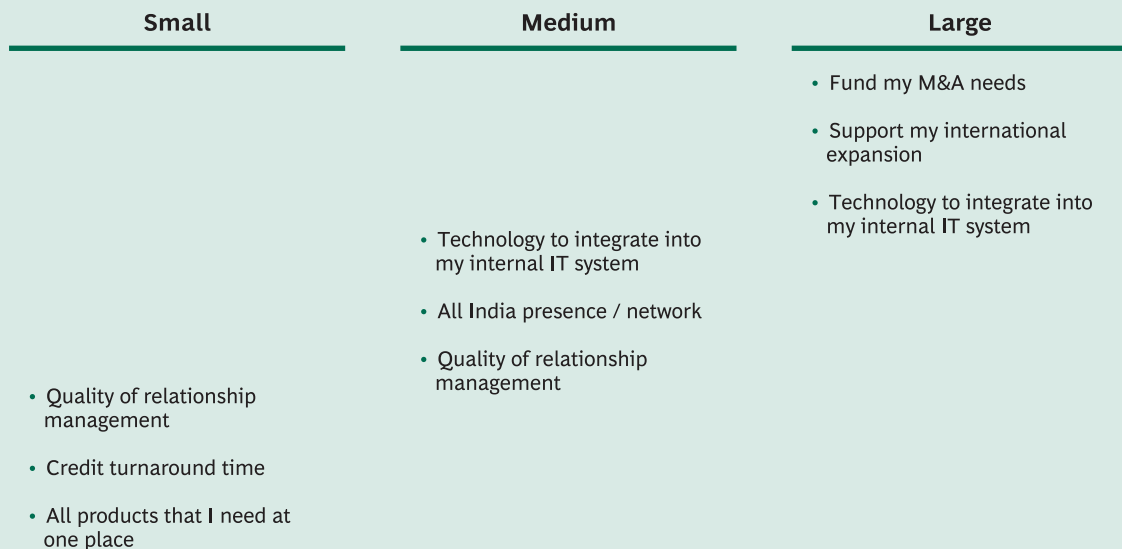 Small
Quality of relationship
management
Credit turnaround time
All products that I need at
one place
Medium
Technology to integrate into
my internal IT system
All India presence / network
Quality of relationship
management
Large
Fund my M&A needs
Support my international
expansion
Technology to integrate into
my internal IT system